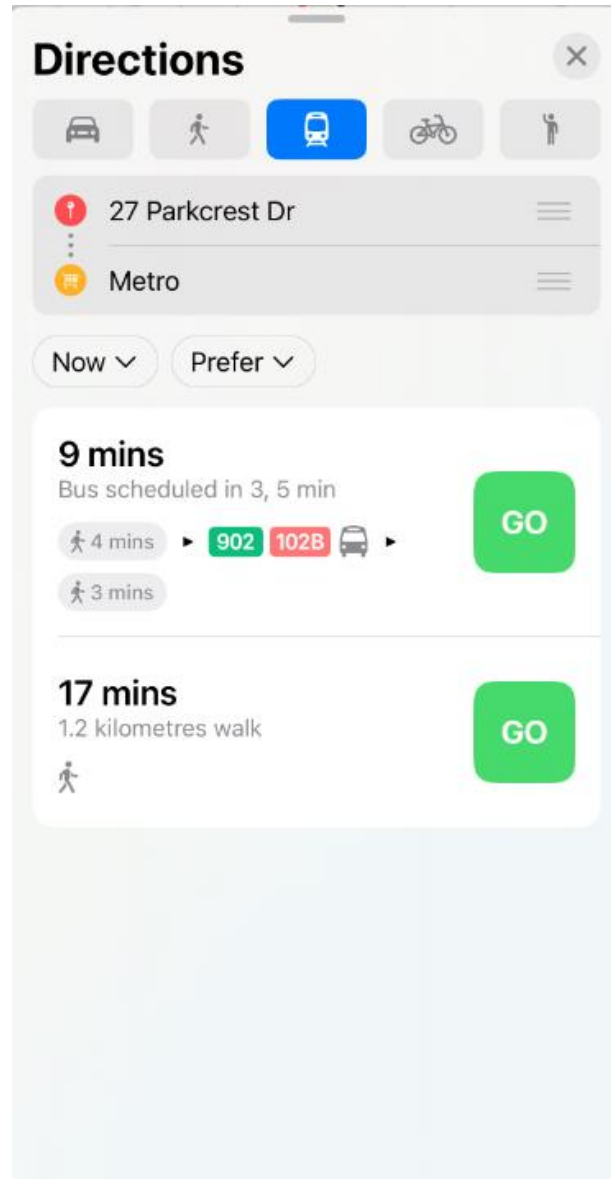 Directions
27 Parkcrest Dr
Metro
Now Prefer
9 mins
Bus scheduled in 3, 5 min
4 mins 902 102B
3 mins
GO
17 mins
1.2 kilometres walk
GO